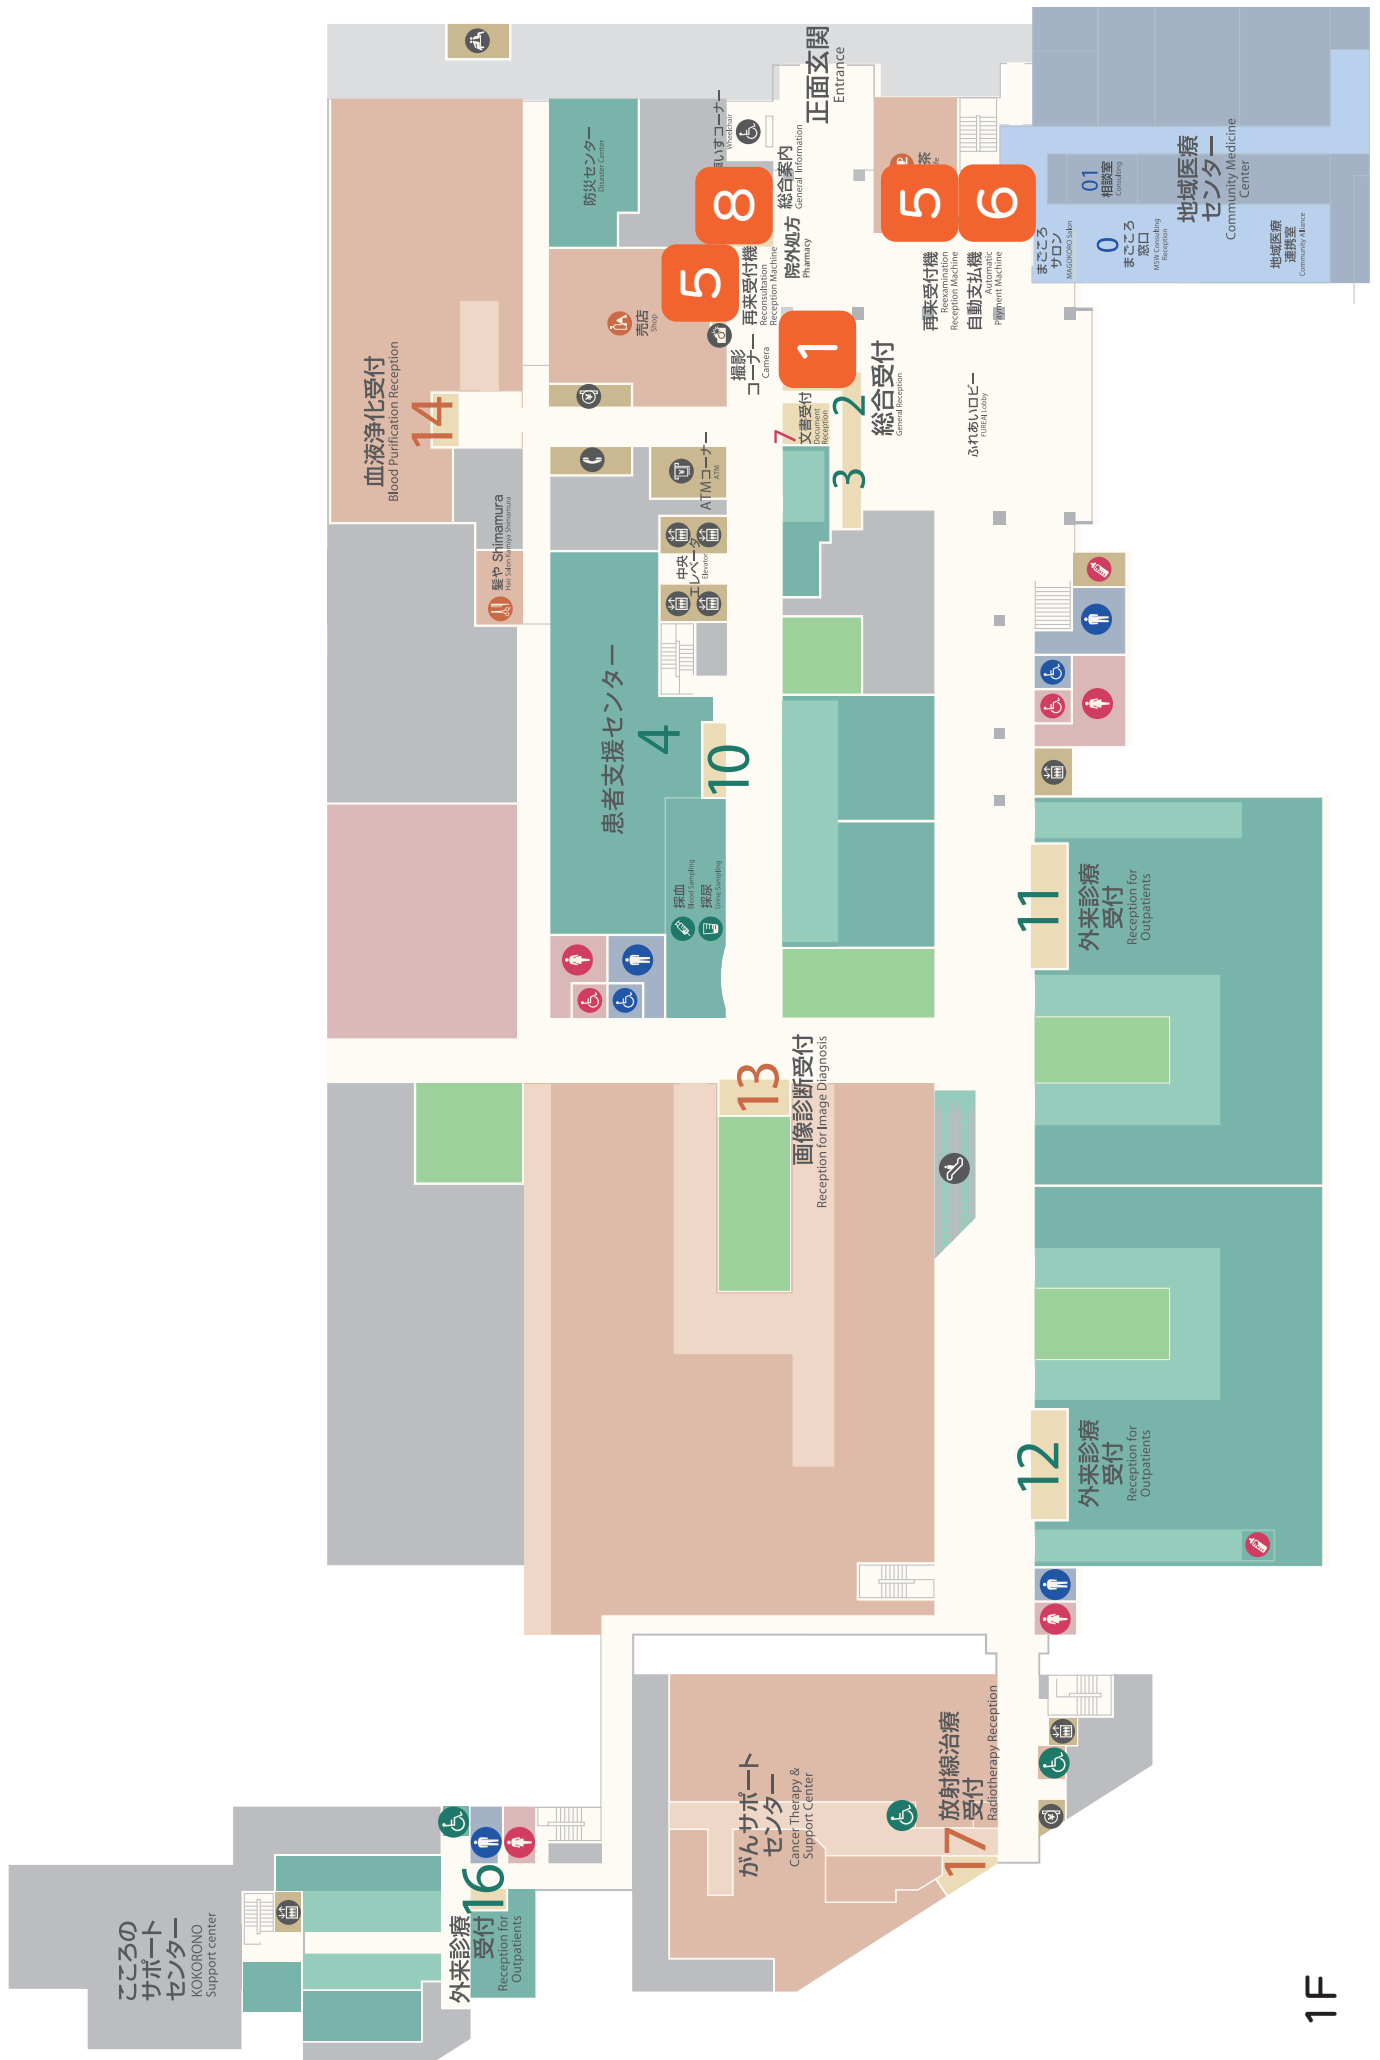 正面玄関
Entrance
車いすコーナー
Wheelchair
防災センター
Disaster Center
総合案内
General Information
8
院外処方
Pharmacy
5
再来受付機
Reconsultation
Reception Machine
売店
Shop
撮影
コーナー
Camera
1
5
6
再来受付機
Reexamination
Reception Machine
自動支払機
Automatic
Payment Machine
01
相談室
Consulting
地域医療
センター
Community Medicine
Center
まごころ
サロン
MAGOKORO Salon
0
まごころ
窓口
MSW Consulting
Reception
地域医療
連携室
Community Alliance
血液浄化受付
Blood Purification Reception
14
7
文書受付
Document
Reception
2
3
総合受付
General Reception
ふれあいロビー
FUREAI Lobby
ATMコーナー
ATM
髪や Shimamura
Hair Salon Kamiya Shimamura
中央
エレベータ
Elevator
患者支援センター
4
10
採血
Blood Sampling
採尿
Urine Sampling
11
外来診療
受付
Reception for
Outpatients
13
画像診断受付
Reception for Image Diagnosis
12
外来診療
受付
Reception for
Outpatients
がんサポート
センター
Cancer Therapy &
Support Center
放射線治療
受付
Radiotherapy Reception
17
16
外来診療
受付
Reception for
Outpatients
こころの
サポート
センター
KOKORONO
Support center
1F